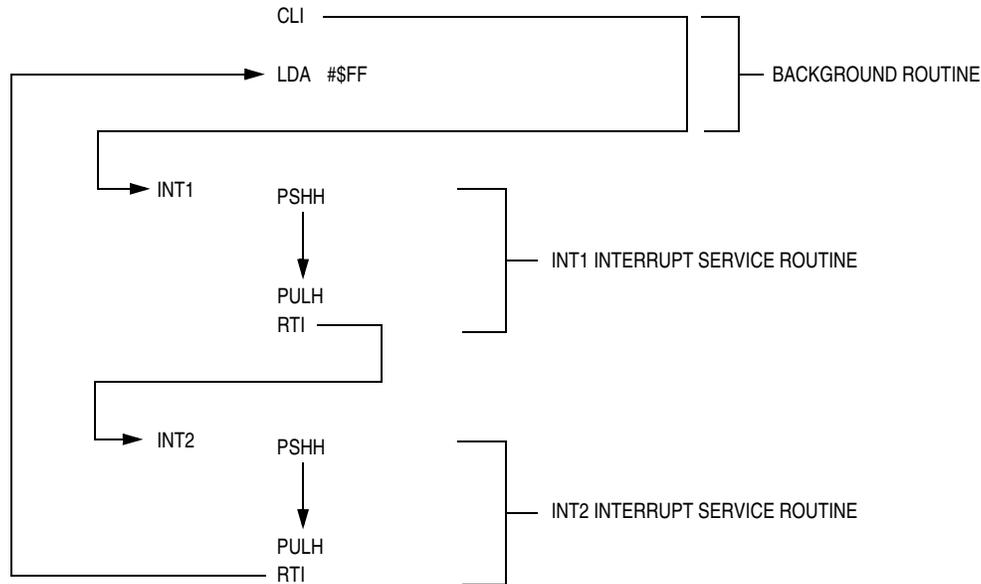 CLI
LDA #$FF
BACKGROUND ROUTINE
INT1
PSHH
INT1 INTERRUPT SERVICE ROUTINE
PULH
RTI
INT2
PSHH
INT2 INTERRUPT SERVICE ROUTINE
PULH
RTI